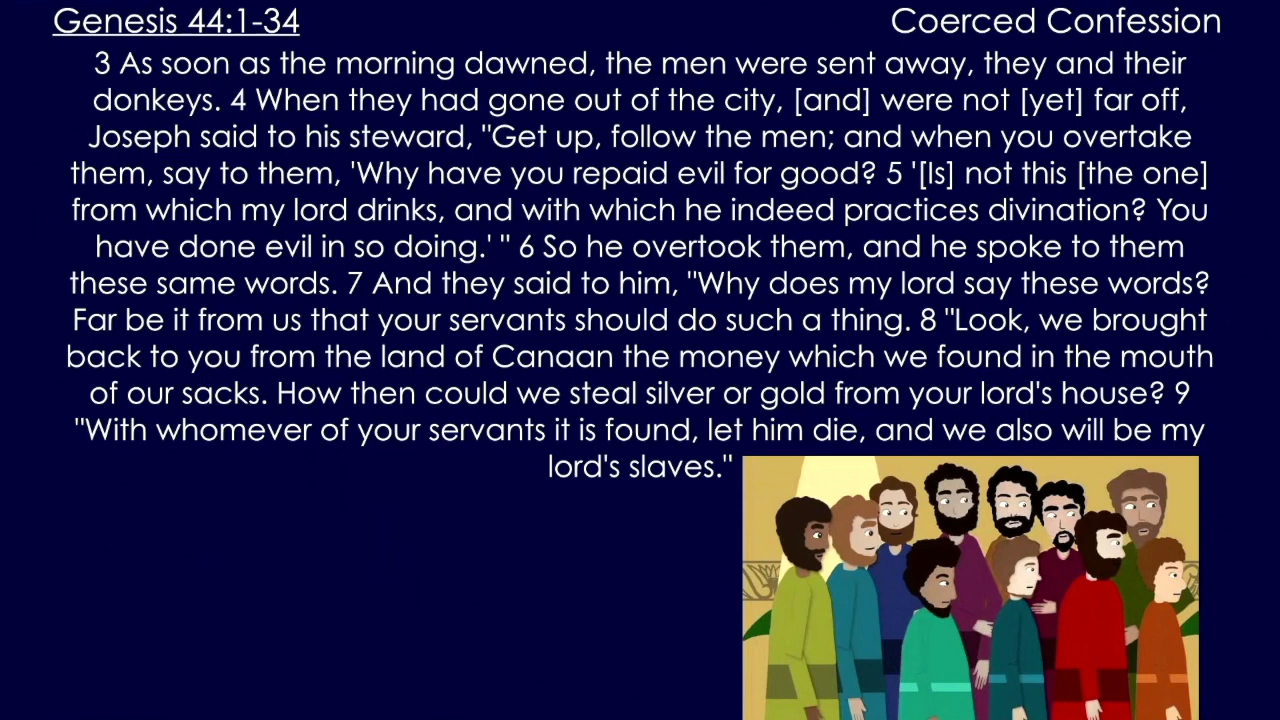 Genesis 44:1-34
Coerced Confession
3 As soon as the morning dawned, the men were sent away, they and their
donkeys. 4 When they had gone out of the city, [and] were not [yet] far off,
Joseph said to his steward, "Get up, follow the men; and when you overtake
them, say to them, 'Why have you repaid evil for good? 5 '[Is] not this [the one]
from which my lord drinks, and with which he indeed practices divination? You
have done evil in so doing.' " 6 So he overtook them, and he spoke to them
these same words. 7 And they said to him, "Why does my lord say these words?
Far be it from us that your servants should do such a thing. 8 "Look, we brought
back to you from the land of Canaan the money which we found in the mouth
of our sacks. How then could we steal silver or gold from your lord's house? 9
"With whomever of your servants it is found, let him die, and we also will be my
lord's slaves."